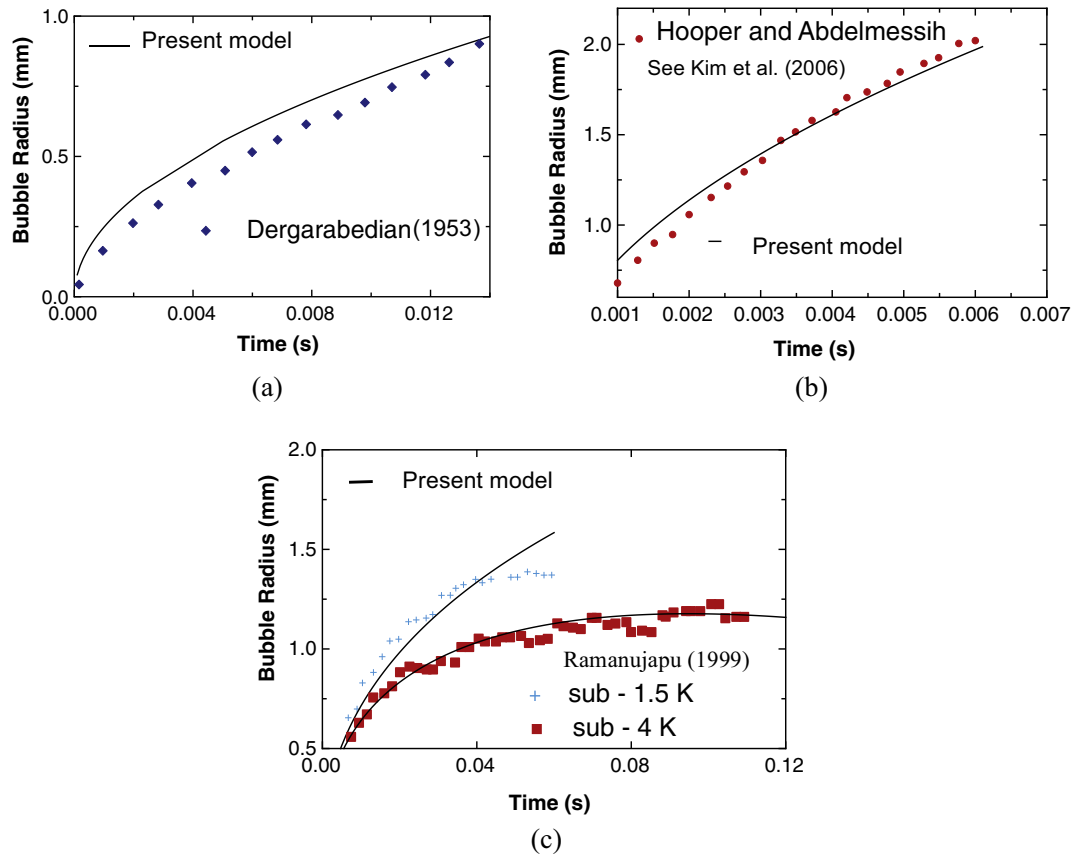 1.0
Present model
0.5
Dergarabedian (1953)
0.0
0.000
0.004
0.008
0.012
Bubble Radius (mm)
Time (s)
(a)
2.0
Hooper and Abdelmessih
See Kim et al. (2006)
1.5
1.0
Present model
0.001
0.002
0.003
0.004
0.005
0.006
0.007
Bubble Radius (mm)
Time (s)
(b)
2.0
Present model
1.5
1.0
Ramanujapu (1999)
sub - 1.5 K
sub - 4 K
0.5
0.00
0.04
0.08
0.12
Bubble Radius (mm)
Time (s)
(c)